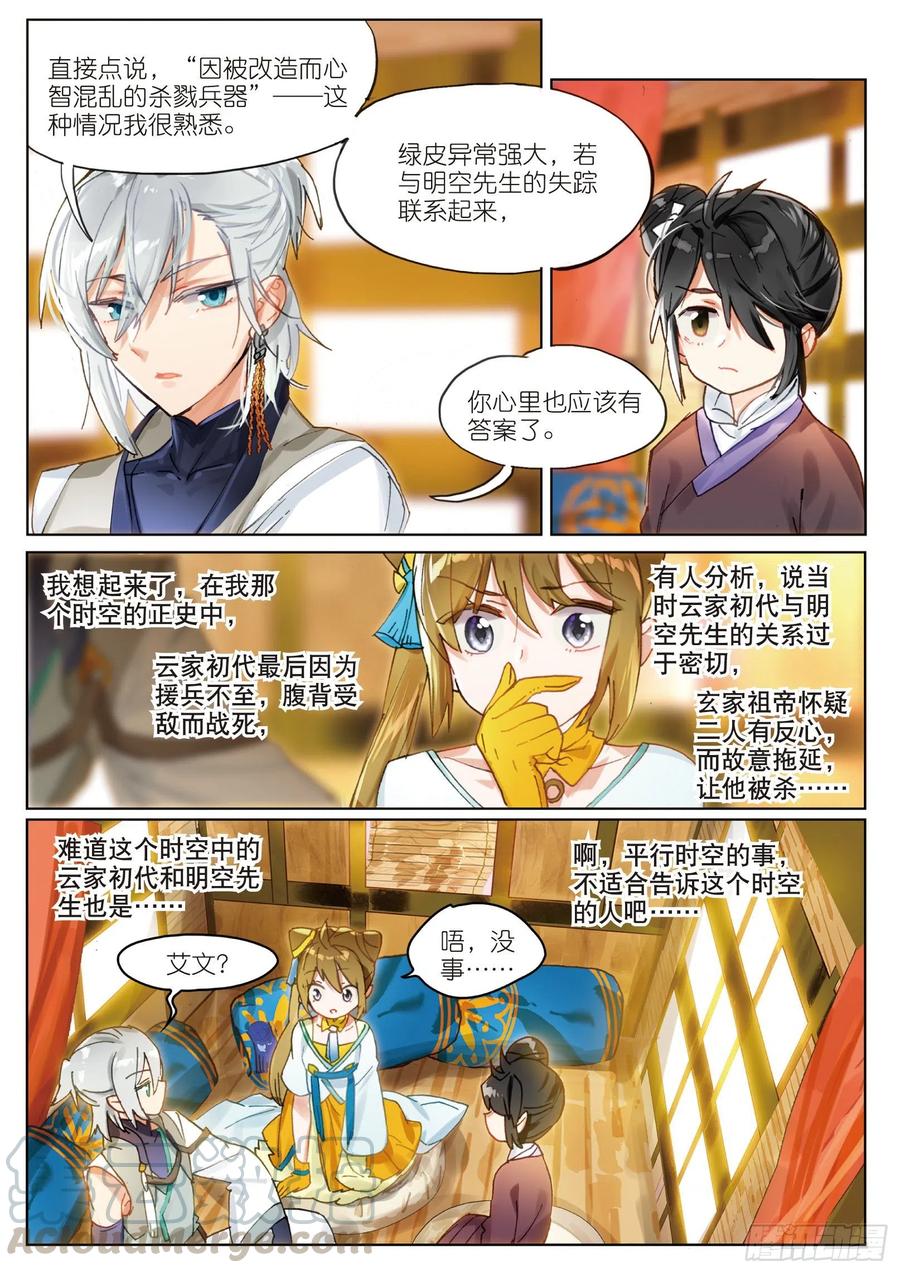 直接点说，“因被改造而心
智混乱的杀戮兵器”——这
种情况我很熟悉。
绿皮异常强大，若
与明空先生的失踪
联系起来，
你心里也应该有
答案了。
我想起来了，在我那
个时空的正史中，
云家初代最后因为
援兵不至，腹背受
敌而战死，
有人分析，说当
时云家初代与明
空先生的关系过
于密切，
玄家祖帝怀疑
二人有反心，
而故意拖延，
让他被杀……
难道这个时空中的
云家初代和明空先
生也是……
啊，平行时空的事，
不适合告诉这个时空
的人吧……
艾文？
唔，没
事……
AcloudMerge.com
腾讯动漫